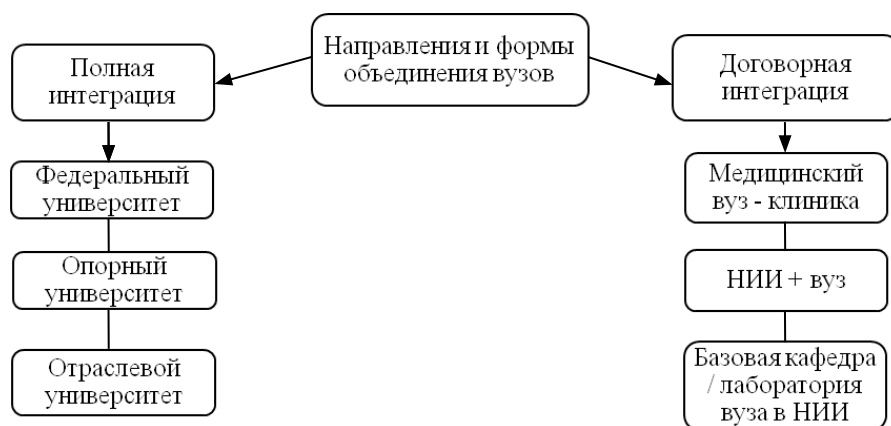 Направления и формы
объединения вузов
Полная
интеграция
Федеральный
университет
Опорный
университет
Отраслевой
университет
Договорная
интеграция
Медицинский
вуз - клиника
НИИ + вуз
Базовая кафедра
/ лаборатория
вуза в НИИ